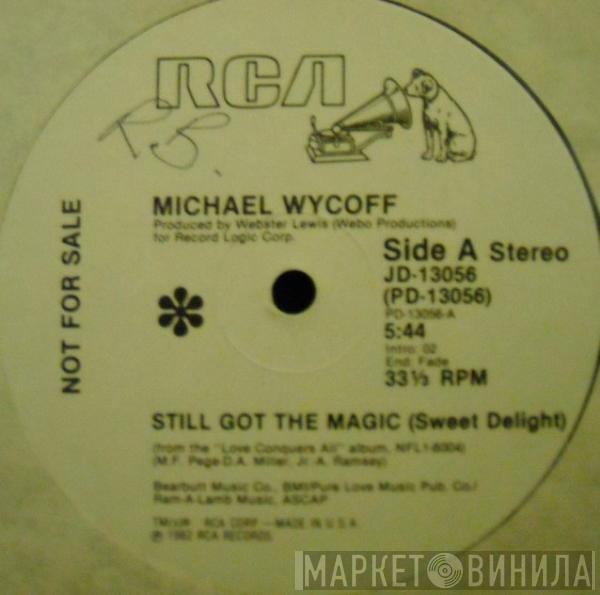 RCA
NOT FOR SALE
MICHAEL WYCOFF
Produced by Webster Lewis (Webo Productions)
for Record Logic Corp.
Side A Stereo
JD-13056
(PD-13056)
PD-13056-A
5:44
Intro: 02
End: Fade
33⅓ RPM
STILL GOT THE MAGIC (Sweet Delight)
(from the "Love Conquers All" album, NFL1-8004)
(M.F. Page-D.A. Miller, Jr.-A. Ramsey)
Bearbutt Music Co., BMI/Pure Love Music Pub. Co./
Ram-A-Lamb Music, ASCAP
TM(s)® RCA CORP.—MADE IN U.S.A.
℗ 1982 RCA RECORDS
МАРКЕТ ВИНИЛА